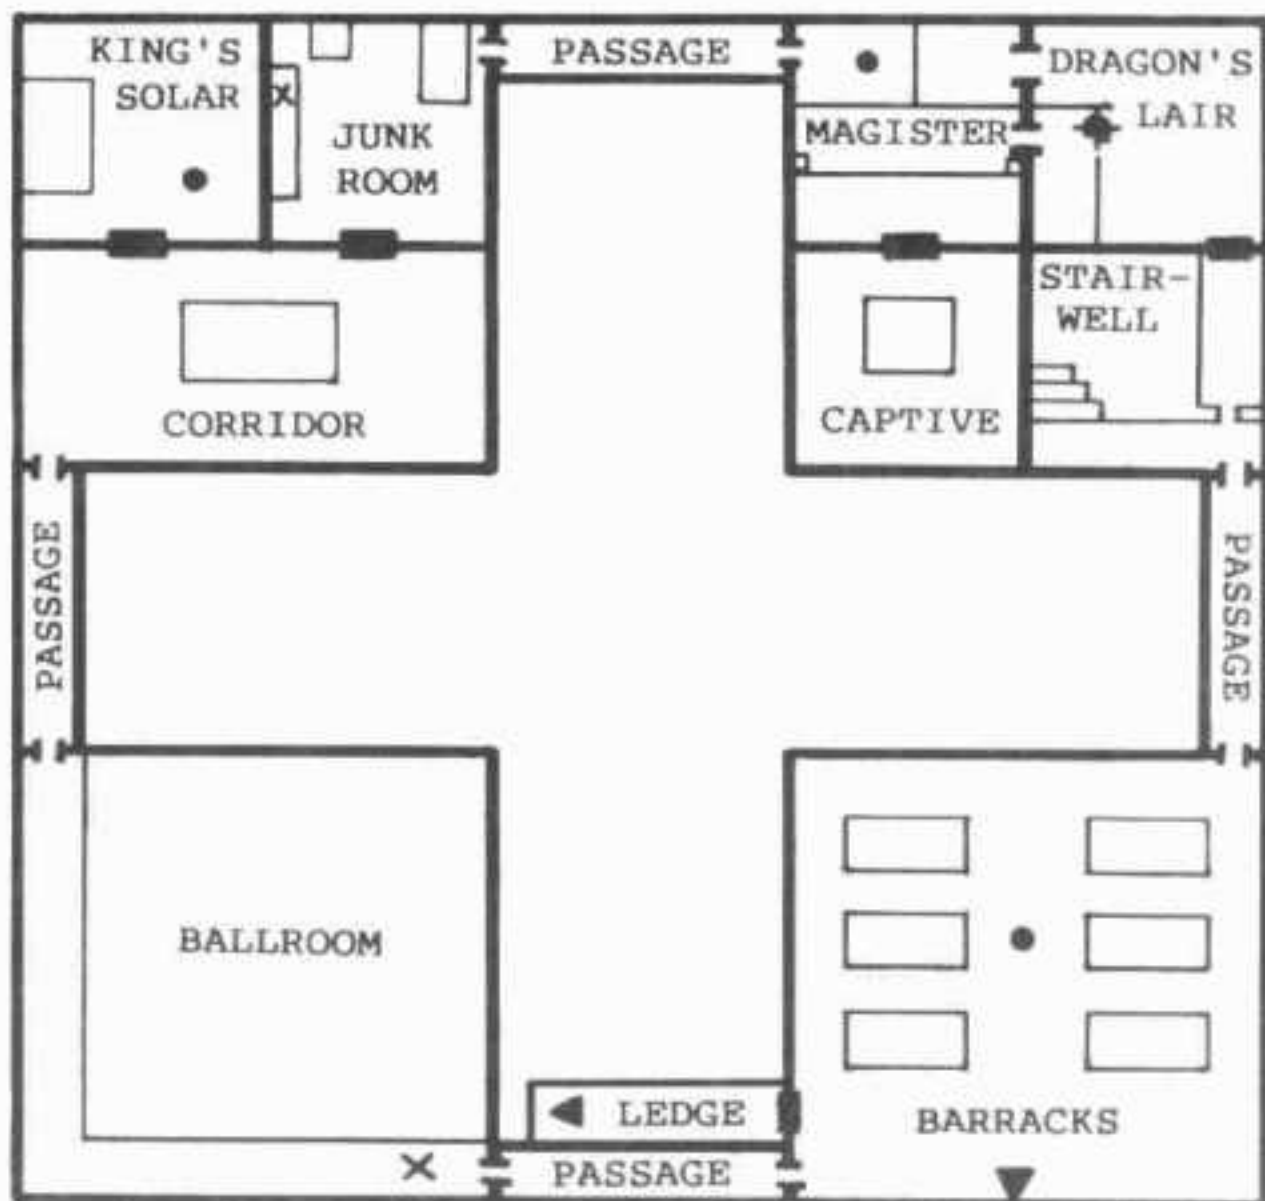 KING'S
SOLAR
JUNK
ROOM
PASSAGE
MAGISTER
DRAGON'S
LAIR
STAIR-
WELL
CORRIDOR
CAPTIVE
PASSAGE
PASSAGE
BALLROOM
LEDGE
BARRACKS
PASSAGE